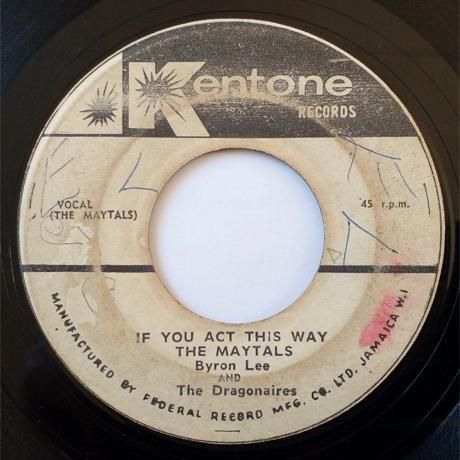 Kentone
RECORDS
VOCAL
(THE MAYTALS)
45 r.p.m.
IF YOU ACT THIS WAY
THE MAYTALS
Byron Lee
AND
The Dragonaires
MANUFACTURED BY FEDERAL RECORD MFG. CO. LTD. JAMAICA W.I